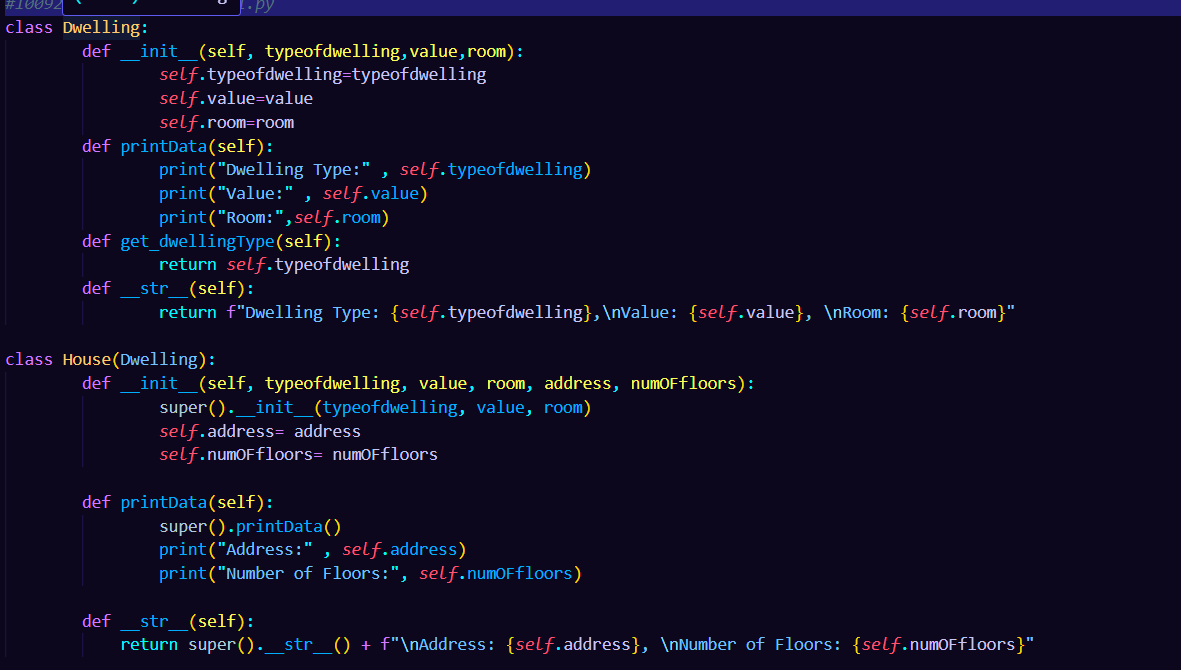 #10092
.py
class Dwelling:
        def __init__(self, typeofdwelling,value,room):
                self.typeofdwelling=typeofdwelling
                self.value=value
                self.room=room
        def printData(self):
                print("Dwelling Type:" , self.typeofdwelling)
                print("Value:" , self.value)
                print("Room:",self.room)
        def get_dwellingType(self):
                return self.typeofdwelling
        def __str__(self):
                return f"Dwelling Type: {self.typeofdwelling},\nValue: {self.value}, \nRoom: {self.room}"

class House(Dwelling):
        def __init__(self, typeofdwelling, value, room, address, numOFfloors):
                super().__init__(typeofdwelling, value, room)
                self.address= address
                self.numOFfloors= numOFfloors

        def printData(self):
                super().printData()
                print("Address:" , self.address)
                print("Number of Floors:", self.numOFfloors)

        def __str__(self):
            return super().__str__() + f"\nAddress: {self.address}, \nNumber of Floors: {self.numOFfloors}"